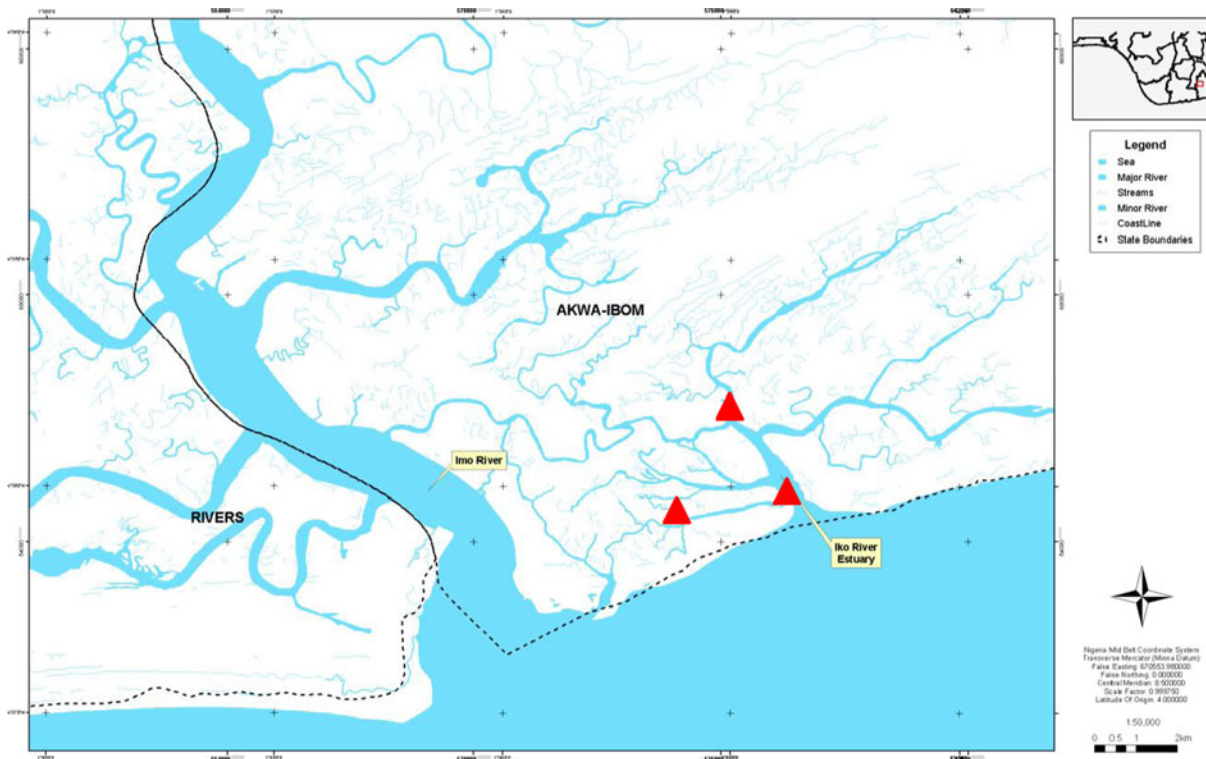 AKWA-IBOM
Imo River
RIVERS
Iko River
Estuary
Legend
Sea
Major River
Streams
Minor River
CoastLine
State Boundaries
Nigeria Mid Belt Coordinate System
Transverse Mercator (Minna Datum)
False Easting: 670553.980000
False Northing: 0.000000
Central Meridian: 8.500000
Scale Factor: 0.999750
Latitude Of Origin: 4.000000
1:50,000
0 0.5 1 2km